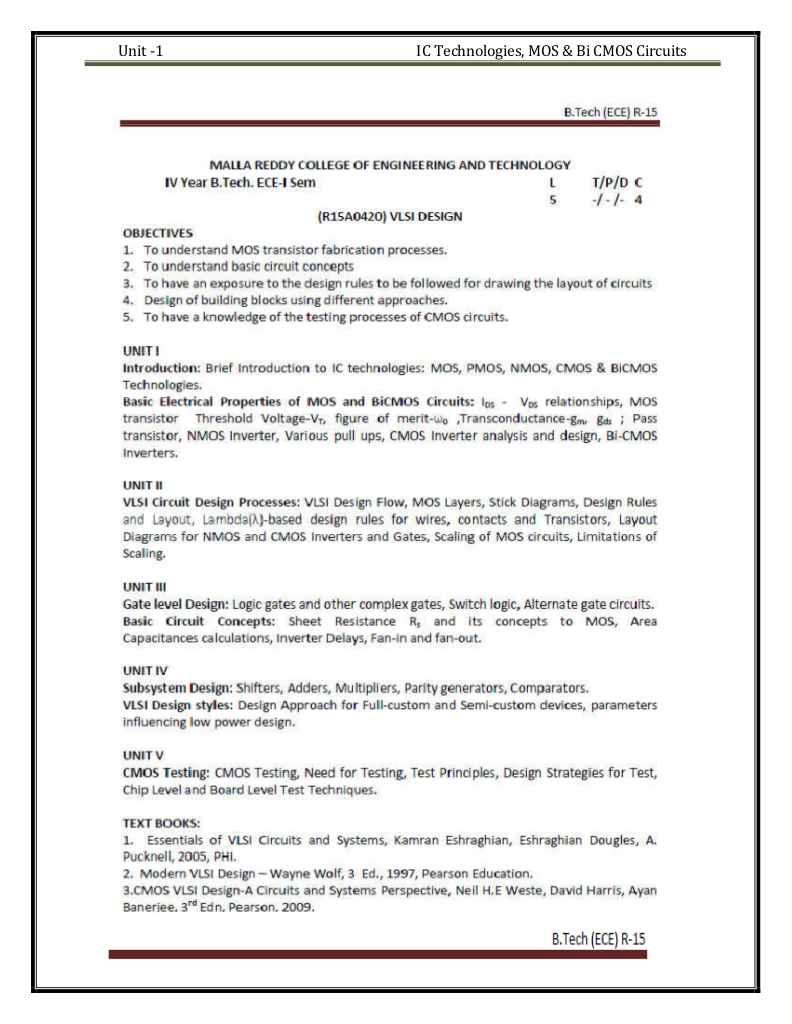 Unit -1 IC Technologies, MOS & Bi CMOS Circuits
B.Tech (ECE) R-15
MALLA REDDY COLLEGE OF ENGINEERING AND TECHNOLOGY
IV Year B.Tech. ECE-I Sem L T/P/D C
5 -/ - /- 4
(R15A0420) VLSI DESIGN
OBJECTIVES
1. To understand MOS transistor fabrication processes.
2. To understand basic circuit concepts
3. To have an exposure to the design rules to be followed for drawing the layout of circuits
4. Design of building blocks using different approaches.
5. To have a knowledge of the testing processes of CMOS circuits.
UNIT I
Introduction: Brief Introduction to IC technologies: MOS, PMOS, NMOS, CMOS & BiCMOS
Technologies.
Basic Electrical Properties of MOS and BiCMOS Circuits: IDS - VDS relationships, MOS
transistor Threshold Voltage-VT, figure of merit-ω0 ,Transconductance-gm, gds ; Pass
transistor, NMOS Inverter, Various pull ups, CMOS Inverter analysis and design, Bi-CMOS
Inverters.
UNIT II
VLSI Circuit Design Processes: VLSI Design Flow, MOS Layers, Stick Diagrams, Design Rules
and Layout, Lambda(λ)-based design rules for wires, contacts and Transistors, Layout
Diagrams for NMOS and CMOS Inverters and Gates, Scaling of MOS circuits, Limitations of
Scaling.
UNIT III
Gate level Design: Logic gates and other complex gates, Switch logic, Alternate gate circuits.
Basic Circuit Concepts: Sheet Resistance Rs and its concepts to MOS, Area
Capacitances calculations, Inverter Delays, Fan-in and fan-out.
UNIT IV
Subsystem Design: Shifters, Adders, Multipliers, Parity generators, Comparators.
VLSI Design styles: Design Approach for Full-custom and Semi-custom devices, parameters
influencing low power design.
UNIT V
CMOS Testing: CMOS Testing, Need for Testing, Test Principles, Design Strategies for Test,
Chip Level and Board Level Test Techniques.
TEXT BOOKS:
1. Essentials of VLSI Circuits and Systems, Kamran Eshraghian, Eshraghian Dougles, A.
Pucknell, 2005, PHI.
2. Modern VLSI Design – Wayne Wolf, 3 Ed., 1997, Pearson Education.
3.CMOS VLSI Design-A Circuits and Systems Perspective, Neil H.E Weste, David Harris, Ayan
Banerjee, 3rd Edn, Pearson, 2009.
B.Tech (ECE) R-15